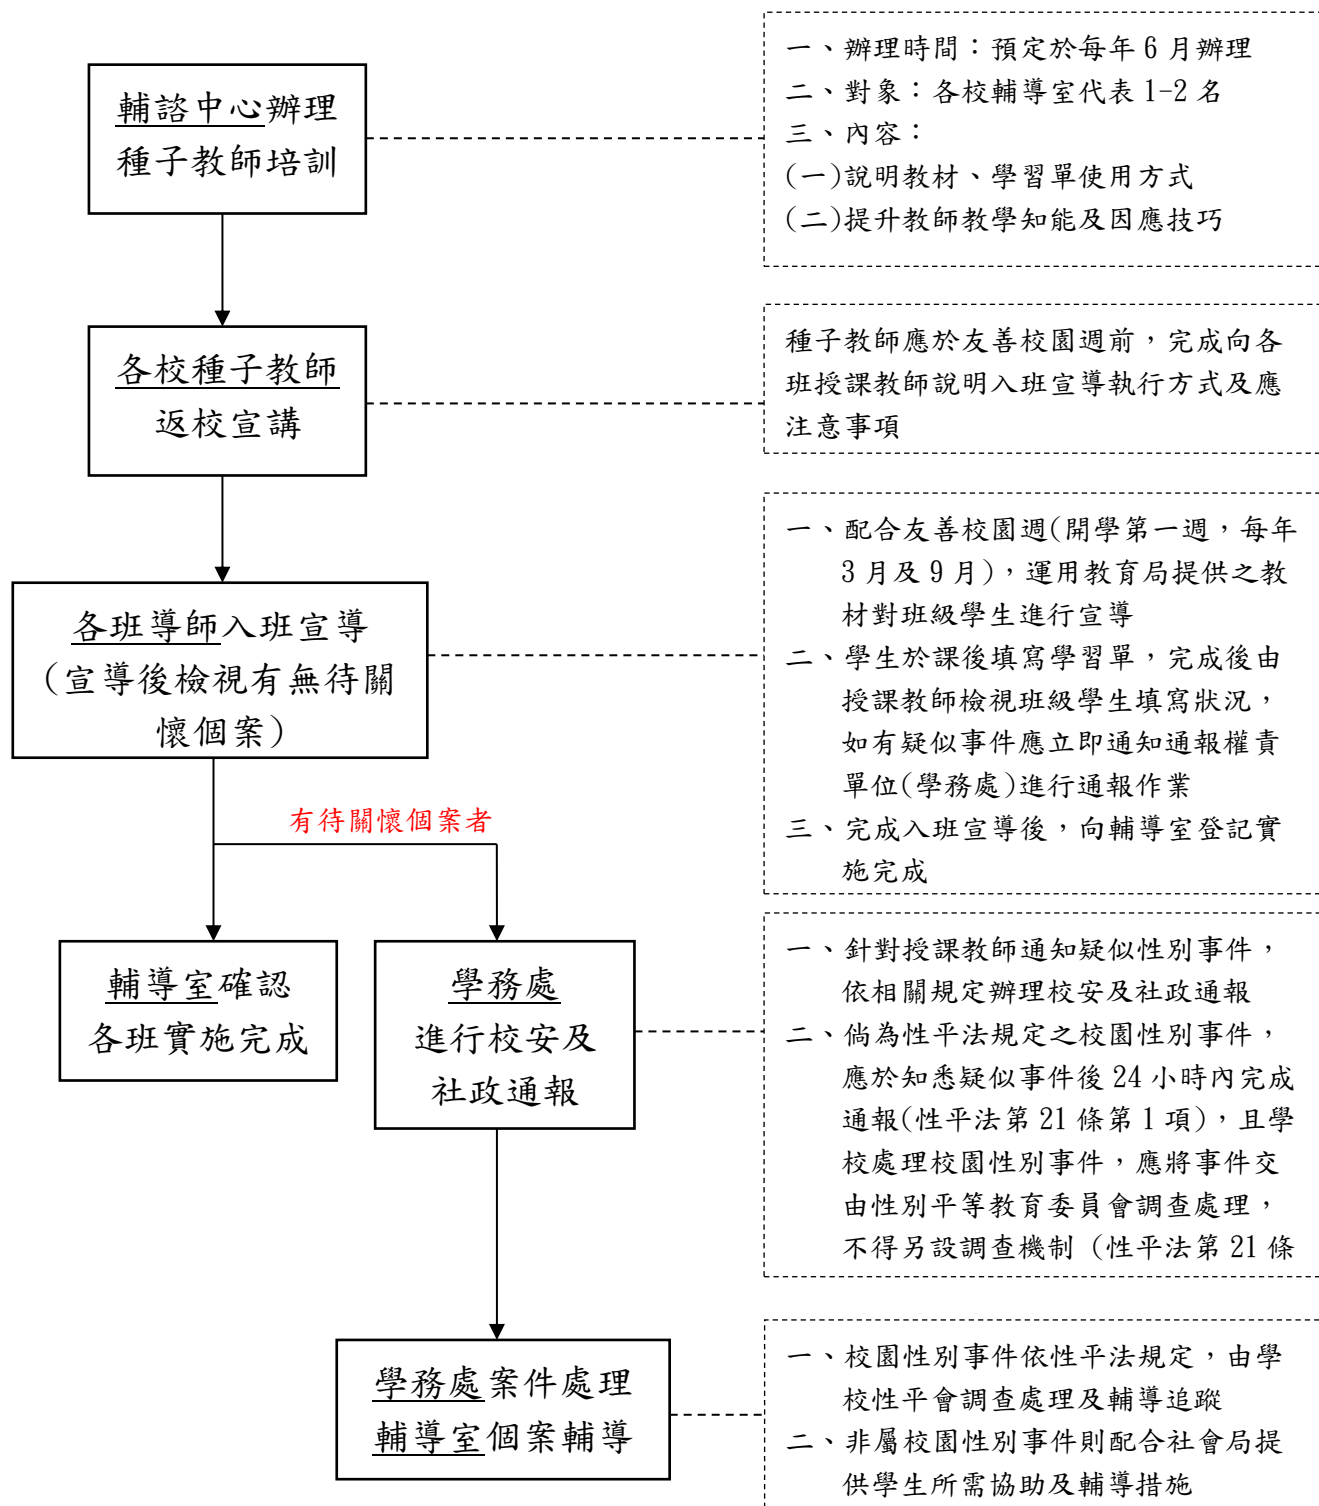 輔諮中心辦理
種子教師培訓
一、辦理時間：預定於每年 6 月辦理
二、對象：各校輔導室代表 1-2 名
三、內容：
(一)說明教材、學習單使用方式
(二)提升教師教學知能及因應技巧
各校種子教師
返校宣講
種子教師應於友善校園週前，完成向各
班授課教師說明入班宣導執行方式及應
注意事項
各班導師入班宣導
(宣導後檢視有無待關
懷個案)
一、配合友善校園週(開學第一週，每年
3 月及 9 月)，運用教育局提供之教
材對班級學生進行宣導
二、學生於課後填寫學習單，完成後由
授課教師檢視班級學生填寫狀況，
如有疑似事件應立即通知通報權責
單位(學務處)進行通報作業
三、完成入班宣導後，向輔導室登記實
施完成
有待關懷個案者
輔導室確認
各班實施完成
學務處
進行校安及
社政通報
一、針對授課教師通知疑似性別事件，
依相關規定辦理校安及社政通報
二、倘為性平法規定之校園性別事件，
應於知悉疑似事件後 24 小時內完成
通報(性平法第 21 條第 1 項)，且學
校處理校園性別事件，應將事件交
由性別平等教育委員會調查處理，
不得另設調查機制 (性平法第 21 條
學務處案件處理
輔導室個案輔導
一、校園性別事件依性平法規定，由學
校性平會調查處理及輔導追蹤
二、非屬校園性別事件則配合社會局提
供學生所需協助及輔導措施